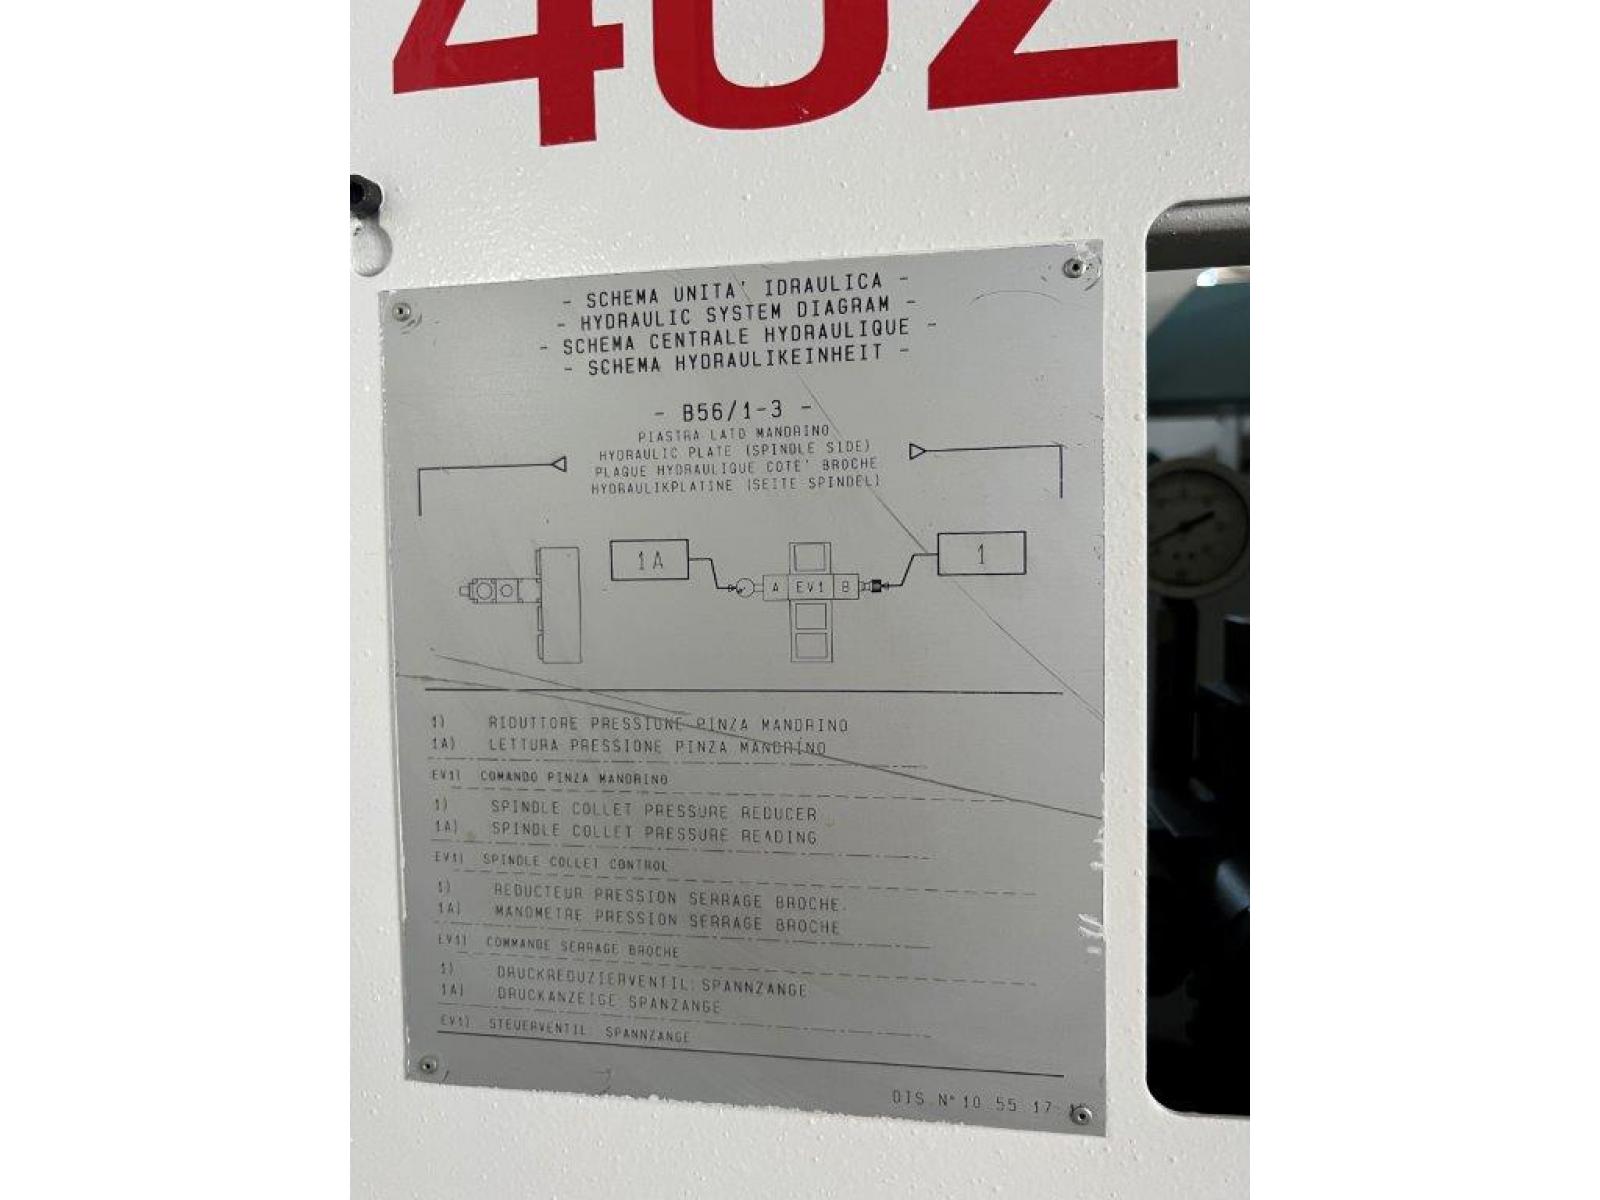 402
- SCHEMA UNITA' IDRAULICA -
- HYDRAULIC SYSTEM DIAGRAM -
- SCHEMA CENTRALE HYDRAULIQUE -
- SCHEMA HYDRAULIKEINHEIT -
- B56/1-3 -
PIASTRA LATO MANDRINO
HYDRAULIC PLATE (SPINDLE SIDE)
PLAQUE HYDRAULIQUE COTE' BROCHE
HYDRAULIKPLATINE (SEITE SPINDEL)
1A
1
A EV1 B
1) RIDUTTORE PRESSIONE PINZA MANDRINO
1A) LETTURA PRESSIONE PINZA MANDRINO
EV1) COMANDO PINZA MANDRINO
1) SPINDLE COLLET PRESSURE REDUCER
1A) SPINDLE COLLET PRESSURE READING
EV1) SPINDLE COLLET CONTROL
1) REDUCTEUR PRESSION SERRAGE BROCHE.
1A) MANOMETRE PRESSION SERRAGE BROCHE
EV1) COMMANDE SERRAGE BROCHE
1) DRUCKREDUZIERVENTIL: SPANNZANGE
1A) DRUCKANZEIGE: SPANZANGE
EV1) STEUERVENTIL: SPANNZANGE
DIS. N° 10 55 17